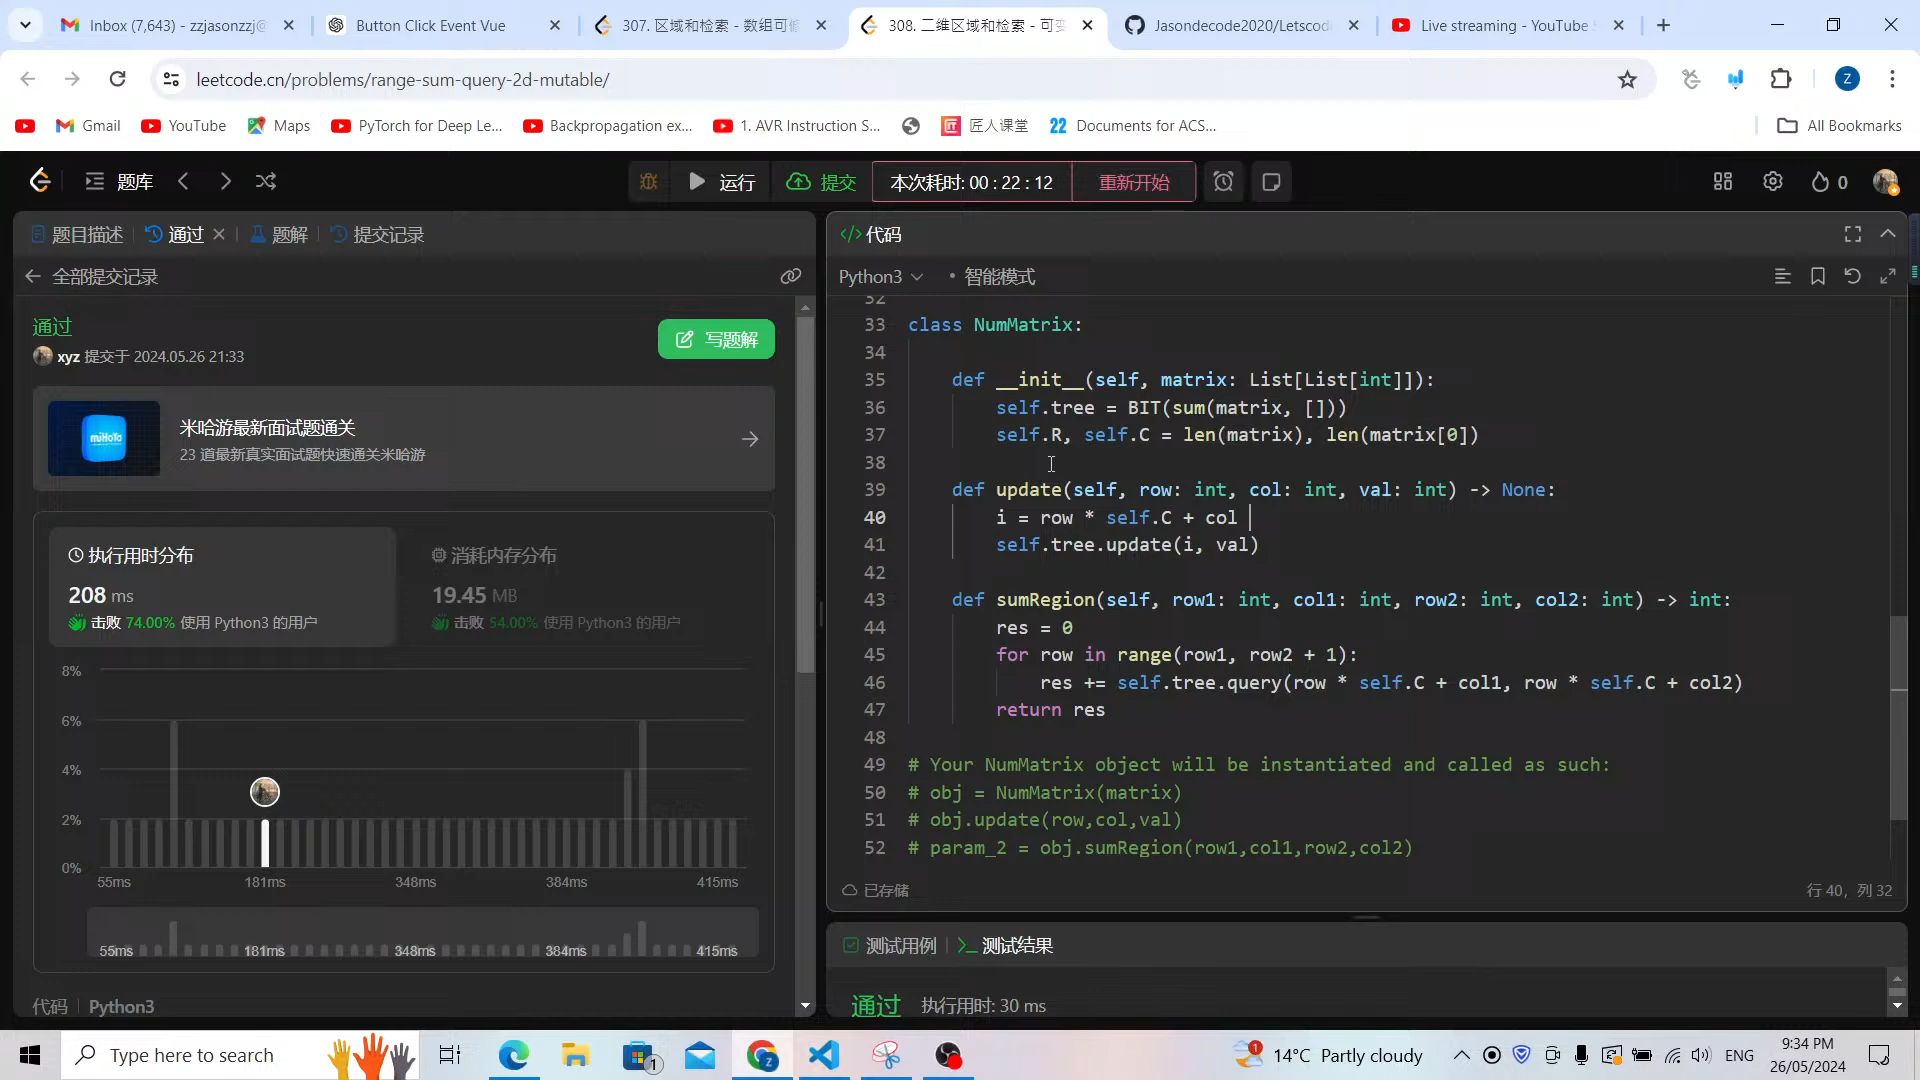 Inbox (7,643) - zzjasonzzj@
Button Click Event Vue
307. 区域和检索 - 数组可修
308. 二维区域和检索 - 可变
Jasondecode2020/Letscod
Live streaming - YouTube S
leetcode.cn/problems/range-sum-query-2d-mutable/
Z
Gmail
YouTube
Maps
PyTorch for Deep Le...
Backpropagation ex...
1. AVR Instruction S...
匠人课堂
22 Documents for ACS...
All Bookmarks
题库
运行
提交
本次耗时: 00 : 22 : 12
重新开始
0
题目描述
通过
题解
提交记录
全部提交记录
通过
xyz 提交于 2024.05.26 21:33
写题解
miHoYo
米哈游最新面试题通关
23 道最新真实面试题快速通关米哈游
执行用时分布
208 ms
击败 74.00% 使用 Python3 的用户
消耗内存分布
19.45 MB
击败 54.00% 使用 Python3 的用户
8%
6%
4%
2%
0%
55ms 181ms 348ms 384ms 415ms
55ms 181ms 348ms 384ms 415ms
代码 Python3
</> 代码
Python3 • 智能模式
32
33 class NumMatrix:
34
35 def __init__(self, matrix: List[List[int]]):
36 self.tree = BIT(sum(matrix, []))
37 self.R, self.C = len(matrix), len(matrix[0])
38
39 def update(self, row: int, col: int, val: int) -> None:
40 i = row * self.C + col
41 self.tree.update(i, val)
42
43 def sumRegion(self, row1: int, col1: int, row2: int, col2: int) -> int:
44 res = 0
45 for row in range(row1, row2 + 1):
46 res += self.tree.query(row * self.C + col1, row * self.C + col2)
47 return res
48
49 # Your NumMatrix object will be instantiated and called as such:
50 # obj = NumMatrix(matrix)
51 # obj.update(row,col,val)
52 # param_2 = obj.sumRegion(row1,col1,row2,col2)
已存储
行 40, 列 32
测试用例
测试结果
通过 执行用时: 30 ms
Type here to search
1
1
14°C Partly cloudy
ENG
9:34 PM
26/05/2024